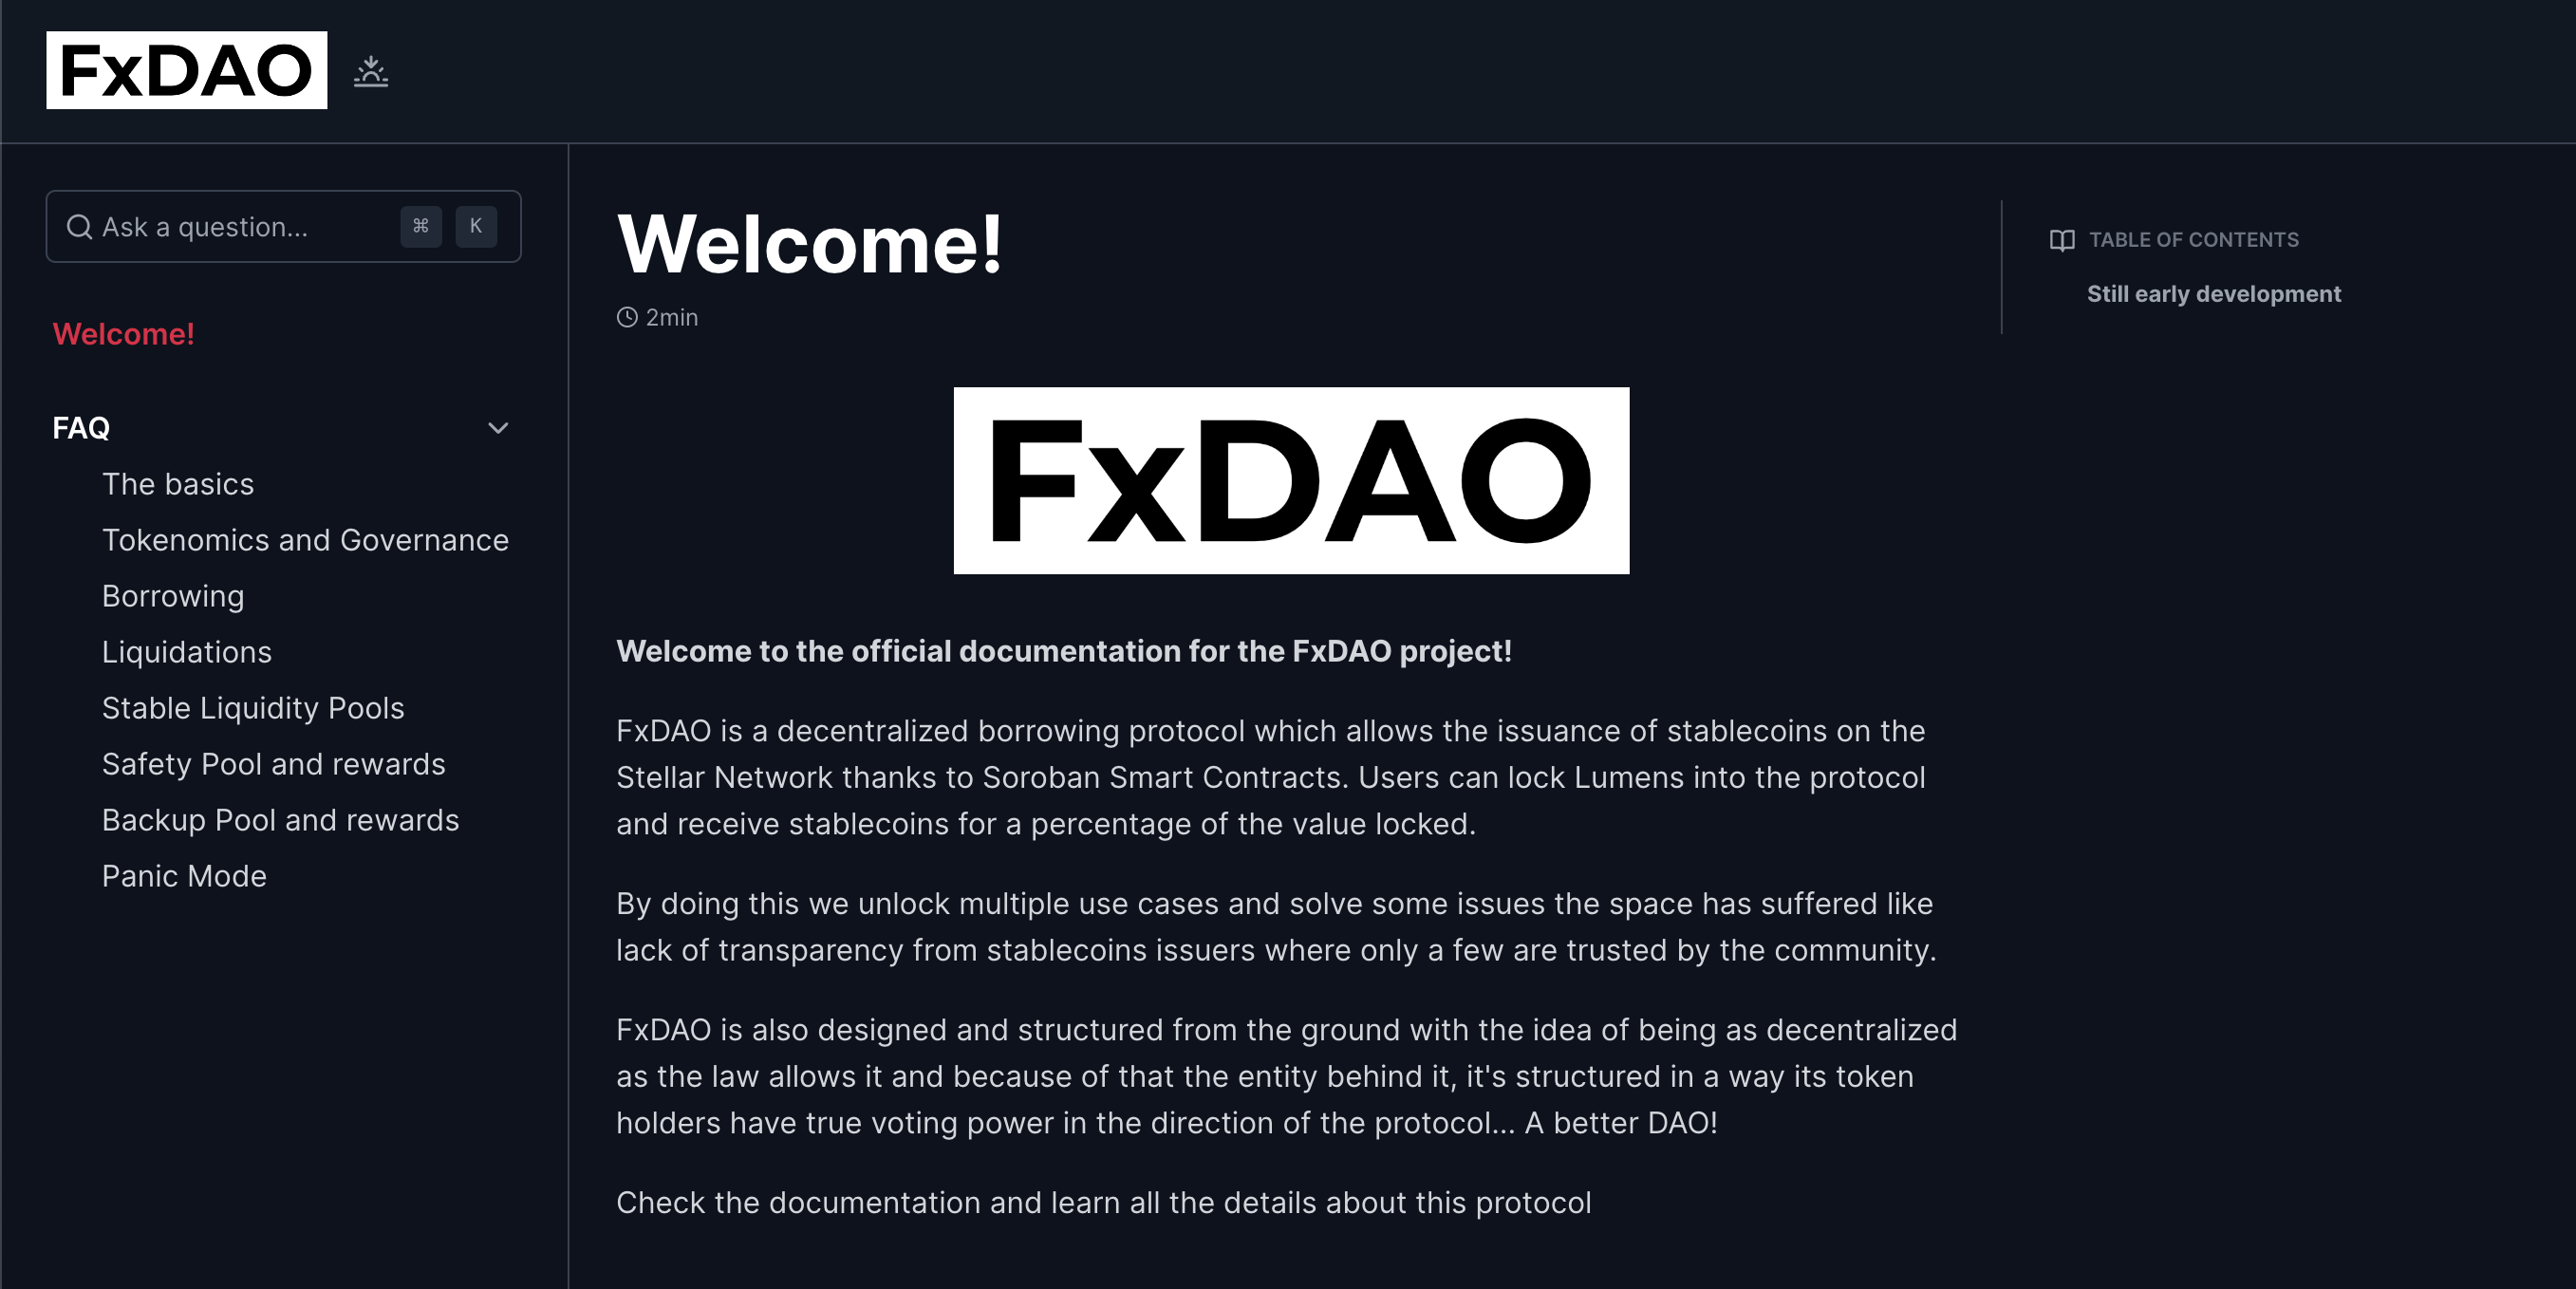 FxDAO
Ask a question...
⌘
K
Welcome!
FAQ
The basics
Tokenomics and Governance
Borrowing
Liquidations
Stable Liquidity Pools
Safety Pool and rewards
Backup Pool and rewards
Panic Mode
Welcome!
2min
FxDAO
Welcome to the official documentation for the FxDAO project!
FxDAO is a decentralized borrowing protocol which allows the issuance of stablecoins on the
Stellar Network thanks to Soroban Smart Contracts. Users can lock Lumens into the protocol
and receive stablecoins for a percentage of the value locked.
By doing this we unlock multiple use cases and solve some issues the space has suffered like
lack of transparency from stablecoins issuers where only a few are trusted by the community.
FxDAO is also designed and structured from the ground with the idea of being as decentralized
as the law allows it and because of that the entity behind it, it's structured in a way its token
holders have true voting power in the direction of the protocol... A better DAO!
Check the documentation and learn all the details about this protocol
TABLE OF CONTENTS
Still early development